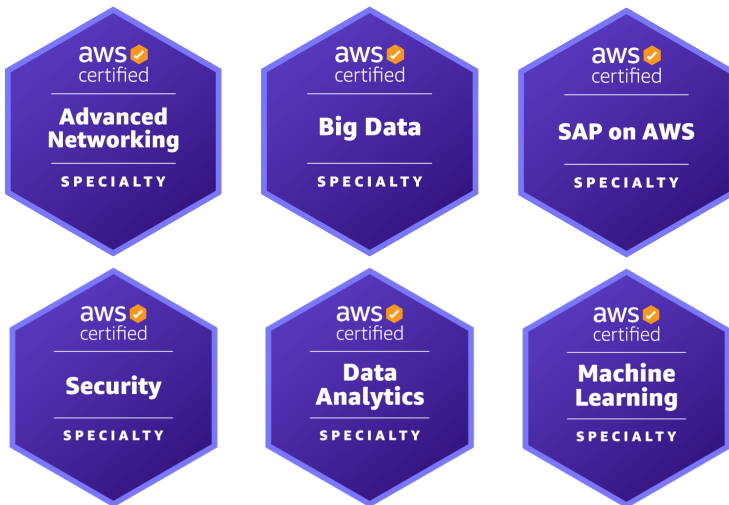 aws
certified
Advanced
Networking
SPECIALTY
aws
certified
Big Data
SPECIALTY
aws
certified
SAP on AWS
SPECIALTY
aws
certified
Security
SPECIALTY
aws
certified
Data
Analytics
SPECIALTY
aws
certified
Machine
Learning
SPECIALTY